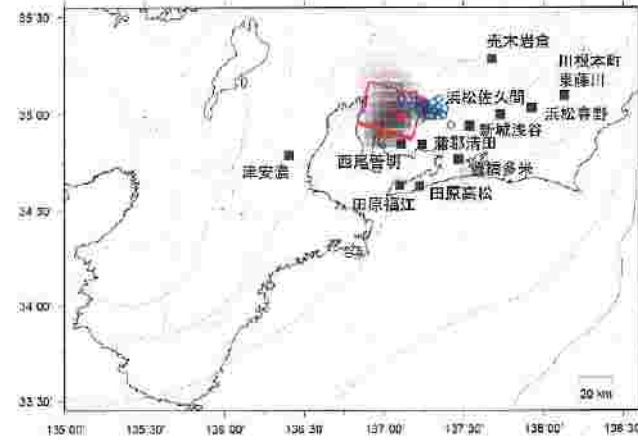 35 30'
売木岩倉
川根本町
東藤川
35 00'
浜松佐久間
浜松春野
新城浅谷
蒲郡清田
西尾善明
豊橋多米
津安濃
34 30'
田原福江
田原高松
34 00'
33 30'
20 km
135 00'
135 30'
136 00'
136 30'
137 00'
137 30'
138 00'
138 30'